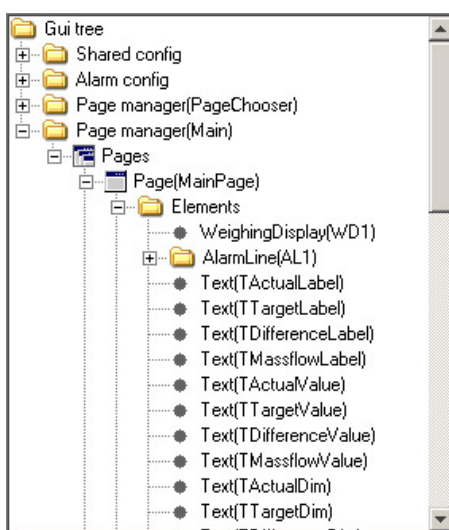 Gui tree
Shared config
Alarm config
Page manager(PageChooser)
Page manager(Main)
Pages
Page(MainPage)
Elements
WeighingDisplay(WD1)
AlarmLine(AL1)
Text(TActualLabel)
Text(TTargetLabel)
Text(TDifferenceLabel)
Text(TMassflowLabel)
Text(TActualValue)
Text(TTargetValue)
Text(TDifferenceValue)
Text(TMassflowValue)
Text(TActualDim)
Text(TTargetDim)